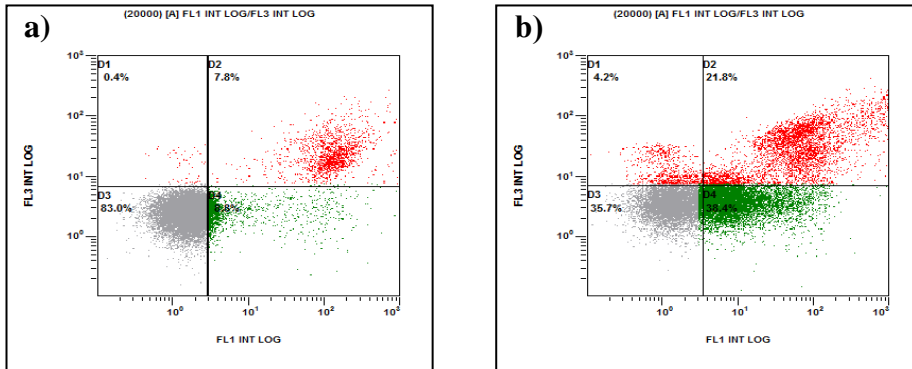 a)
(20000) [A] FL1 INT LOG/FL3 INT LOG
10³
D1
0.4%
D2
7.8%
10²
FL3 INT LOG
10¹
D3
83.0%
D4
8.8%
10⁰
10⁰ 10¹ 10² 10³
FL1 INT LOG
b)
(20000) [A] FL1 INT LOG/FL3 INT LOG
10³
D1
4.2%
D2
21.8%
10²
FL3 INT LOG
10¹
D3
35.7%
D4
38.4%
10⁰
10⁰ 10¹ 10² 10³
FL1 INT LOG